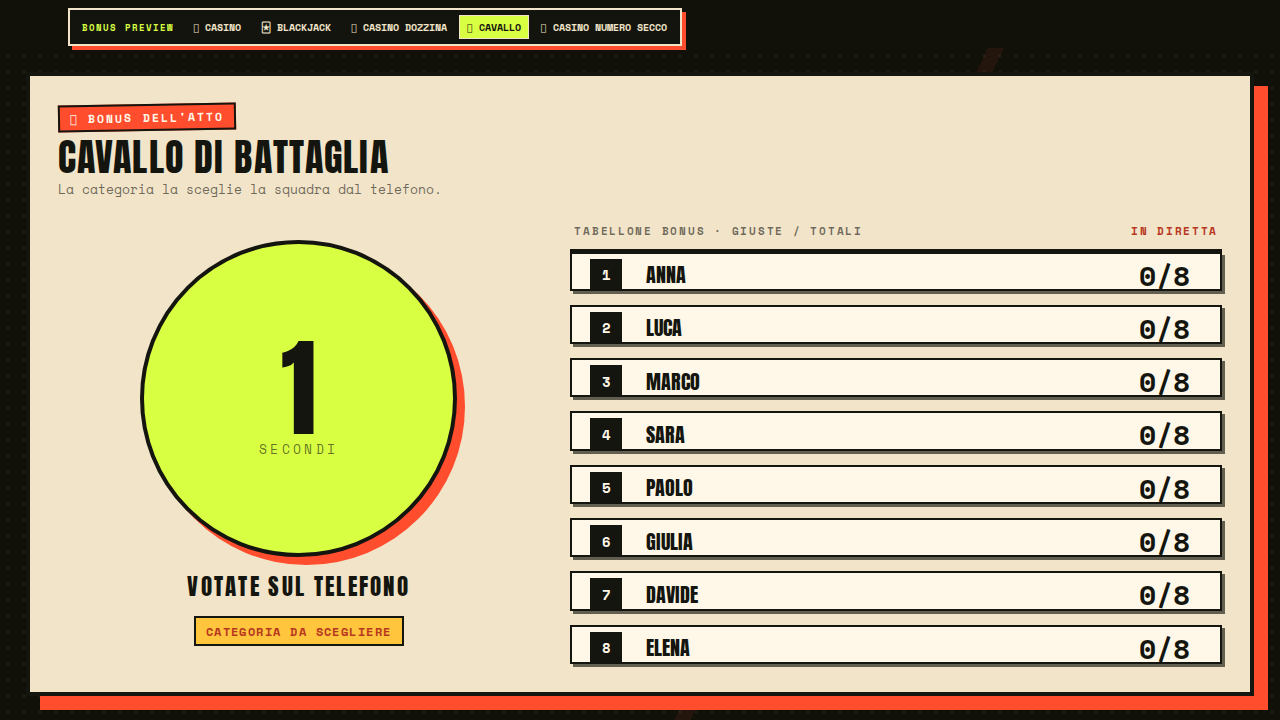 BONUS PREVIEW CASINO BLACKJACK CASINO DOZZINA CAVALLO CASINO NUMERO SECCO
BONUS DELL'ATTO
CAVALLO DI BATTAGLIA
La categoria la sceglie la squadra dal telefono.
TABELLONE BONUS · GIUSTE / TOTALI IN DIRETTA
1 ANNA 0/8
2 LUCA 0/8
3 MARCO 0/8
4 SARA 0/8
5 PAOLO 0/8
6 GIULIA 0/8
7 DAVIDE 0/8
8 ELENA 0/8
1
SECONDI
VOTATE SUL TELEFONO
CATEGORIA DA SCEGLIERE